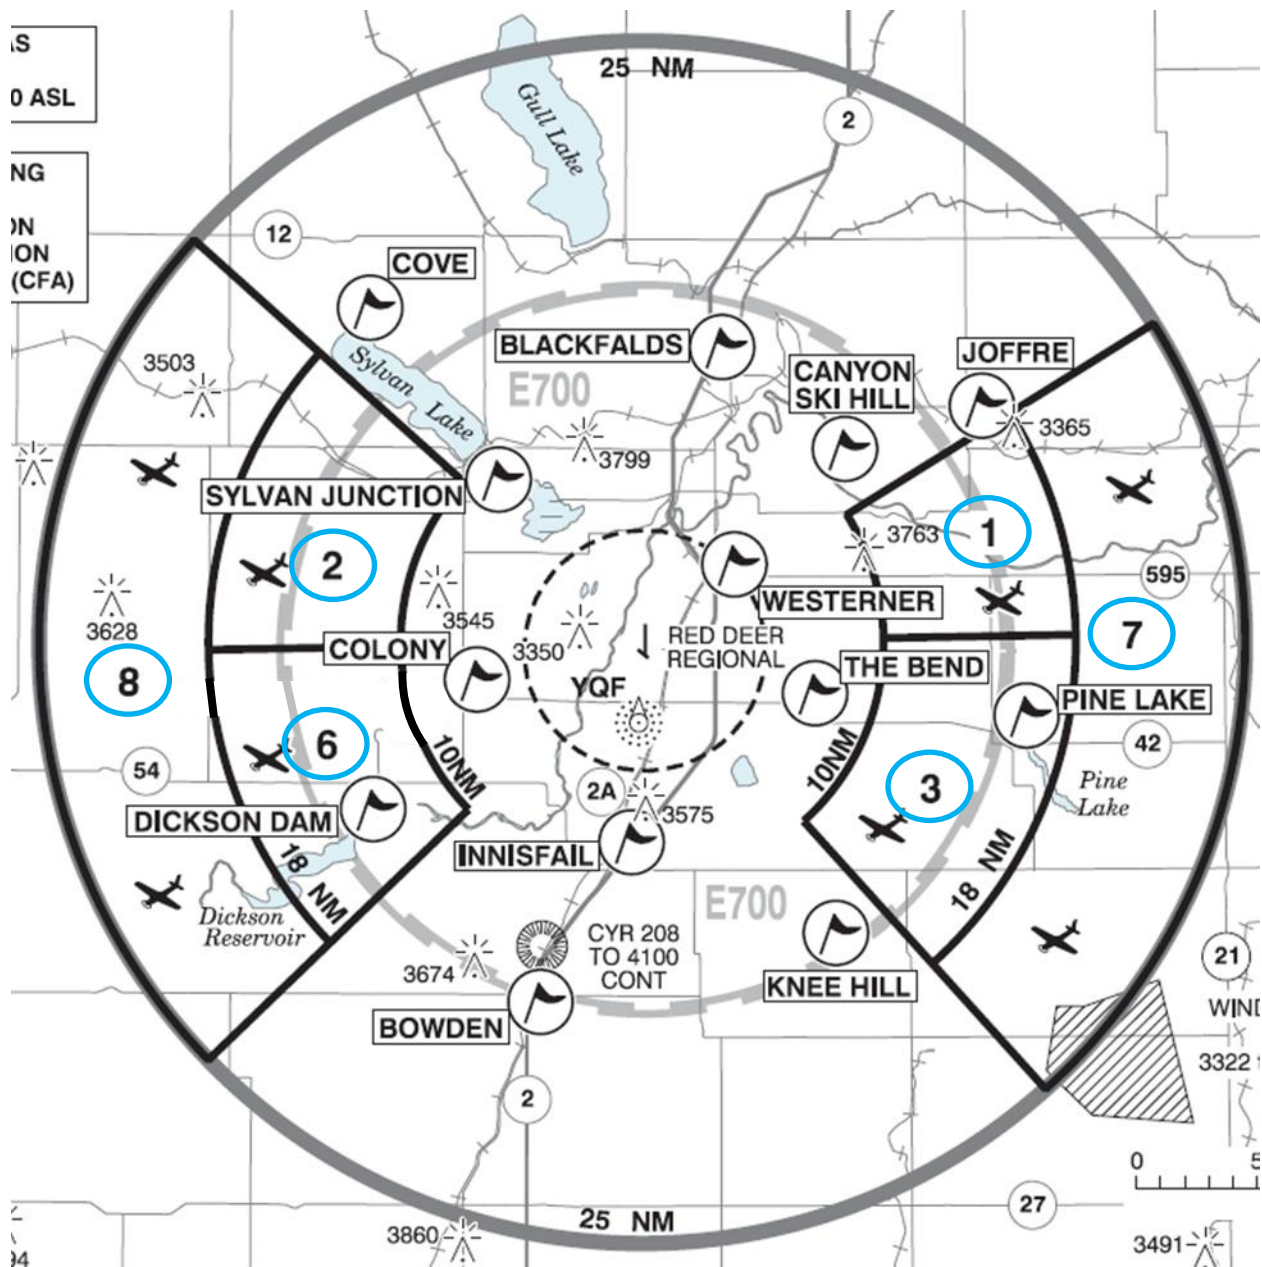 AS
0 ASL
NG
ON
ION
(CFA)
25 NM
Gull Lake
2
12
COVE
BLACKFALDS
E700
JOFFRE
CANYON
SKI HILL
Sylvan Lake
3503
3799
3365
SYLVAN JUNCTION
3763
1
2
595
WESTERNER
3545
3628
3350
RED DEER
REGIONAL
7
COLONY
THE BEND
8
YQF
PINE LAKE
6
10NM
10NM
54
42
3
2A
Pine
Lake
3575
DICKSON DAM
INNISFAIL
18 NM
18 NM
E700
Dickson
Reservoir
CYR 208
TO 4100
CONT
3674
21
KNEE HILL
WIND
BOWDEN
3322
2
0 5
27
25 NM
3860
3491
94